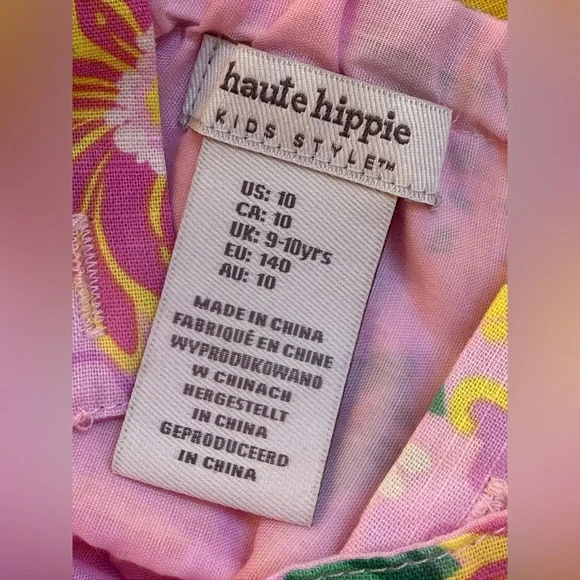 haute hippie
KIDS STYLE™
US: 10
CA: 10
UK: 9-10yrs
EU: 140
AU: 10
MADE IN CHINA
FABRIQUÉ EN CHINE
WYPRODUKOWANO
W CHINACH
HERGESTELLT
IN CHINA
GEPRODUCEERD
IN CHINA